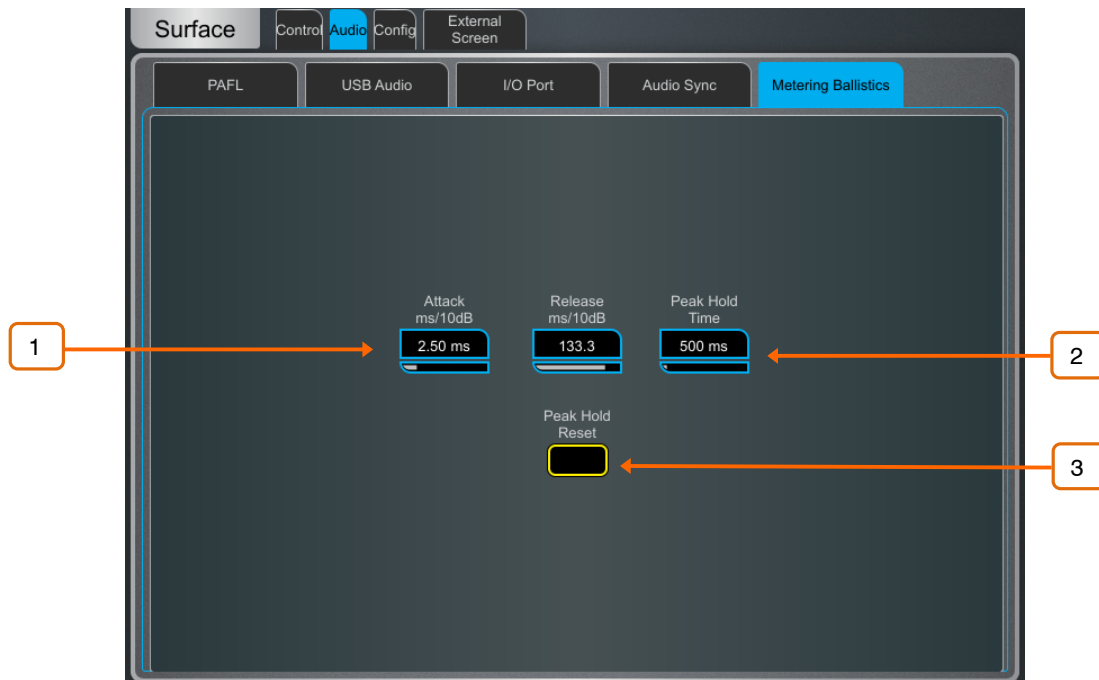 Surface
Control
Audio
Config
External
Screen
PAFL
USB Audio
I/O Port
Audio Sync
Metering Ballistics
Attack
ms/10dB
Release
ms/10dB
Peak Hold
Time
1
2.50 ms
133.3
500 ms
2
Peak Hold
Reset
3